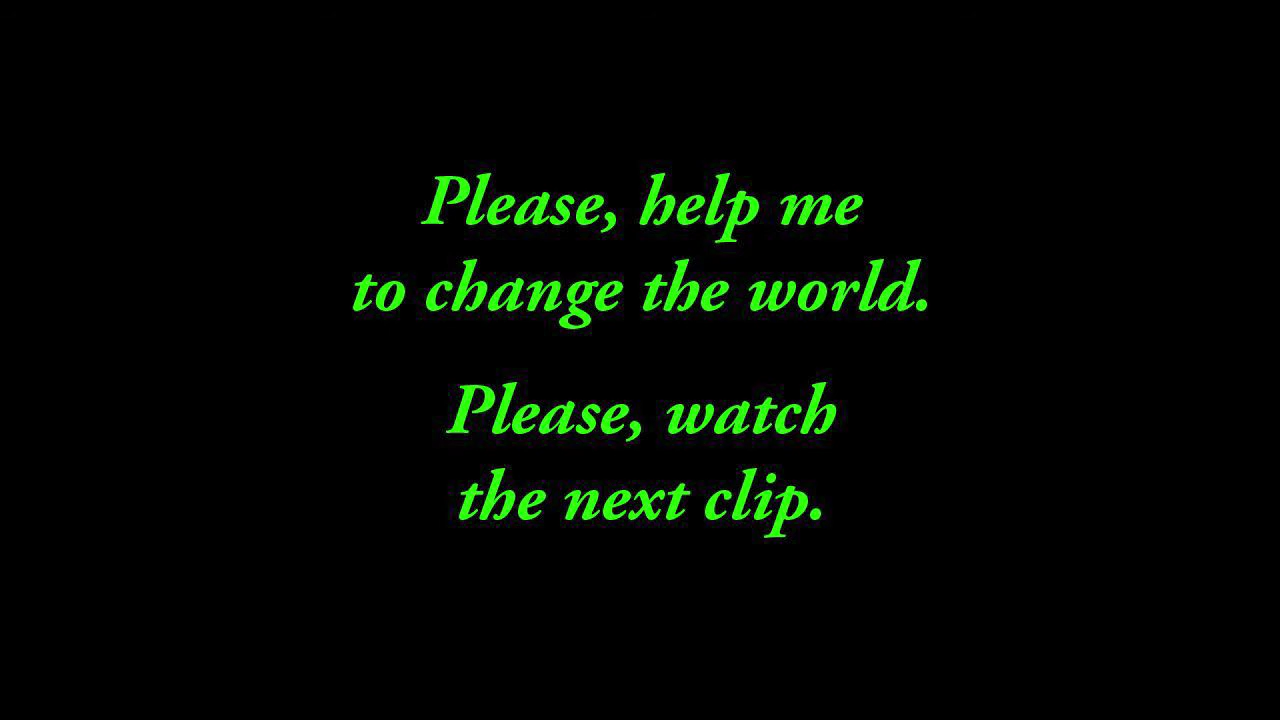 Please, help me
to change the world.
Please, watch
the next clip.